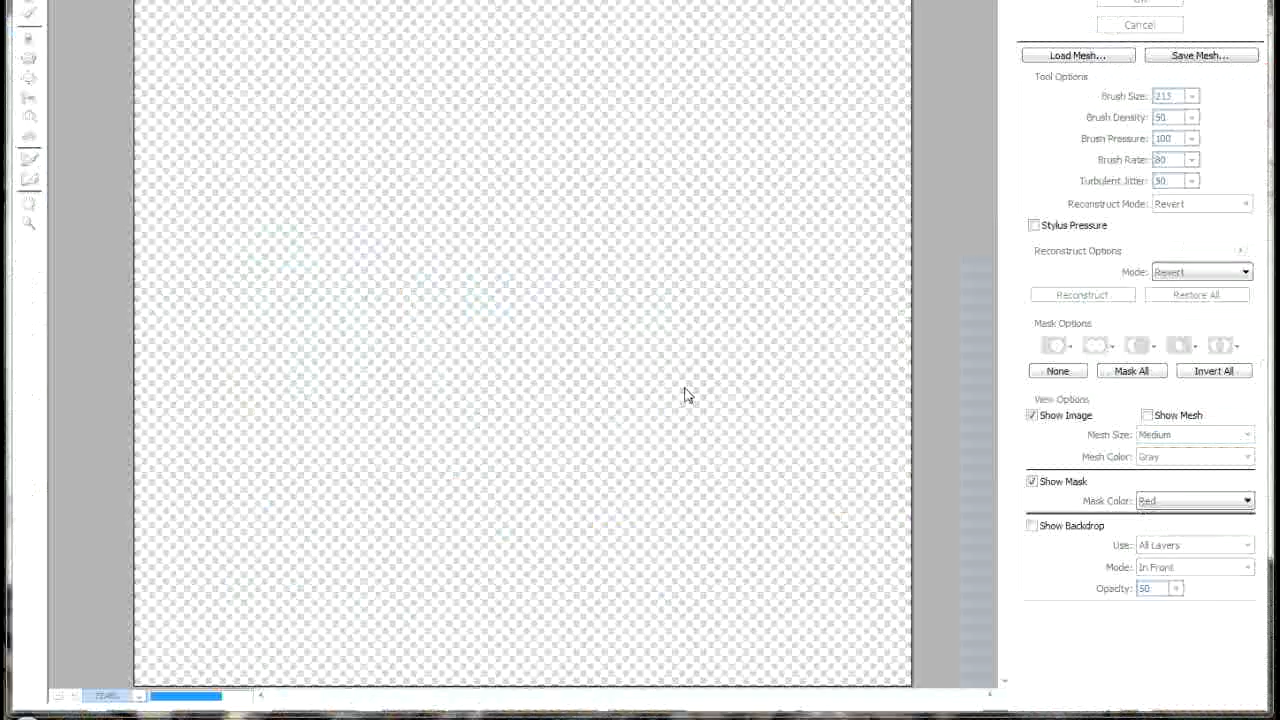 Cancel
Load Mesh... Save Mesh...
Tool Options
Brush Size: 213
Brush Density: 50
Brush Pressure: 100
Brush Rate: 80
Turbulent Jitter: 50
Reconstruct Mode: Revert
Stylus Pressure
Reconstruct Options
Mode: Revert
Reconstruct Restore All
Mask Options
None Mask All Invert All
View Options
Show Image Show Mesh
Mesh Size: Medium
Mesh Color: Gray
Show Mask
Mask Color: Red
Show Backdrop
Use: All Layers
Mode: In Front
Opacity: 50